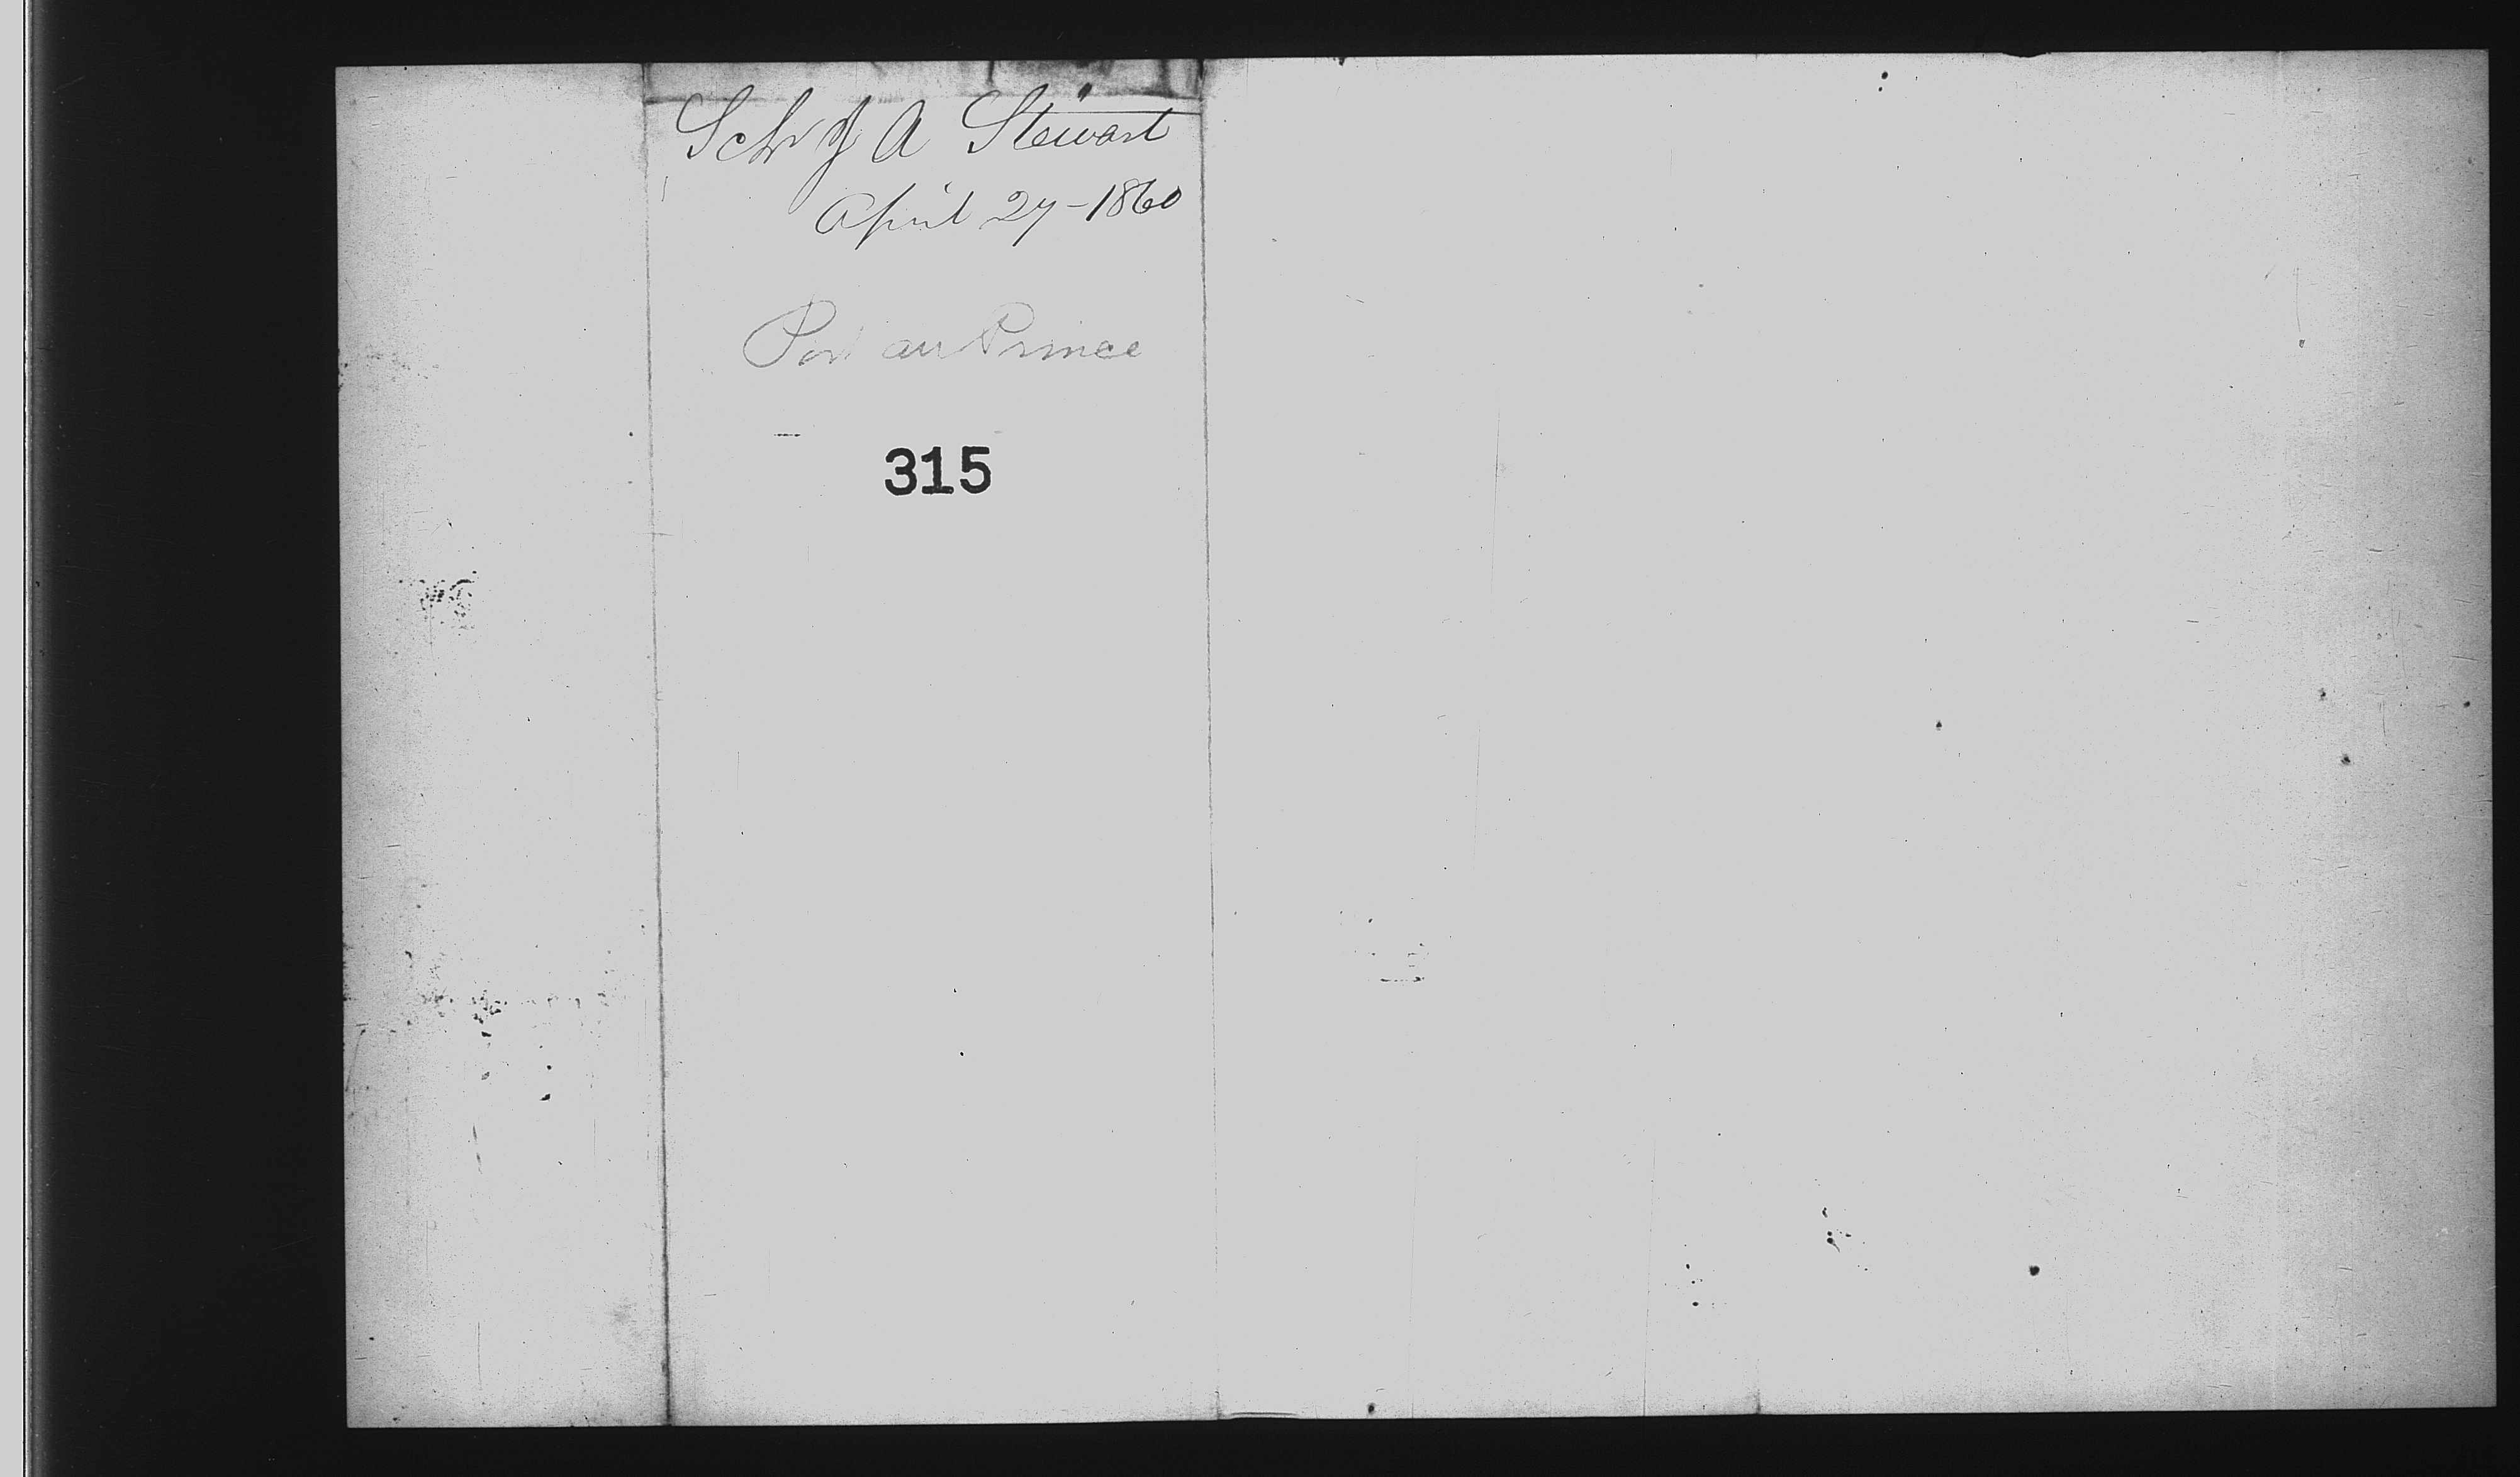 Schr J A Stewart
April 27-1860
Port au Prince
315